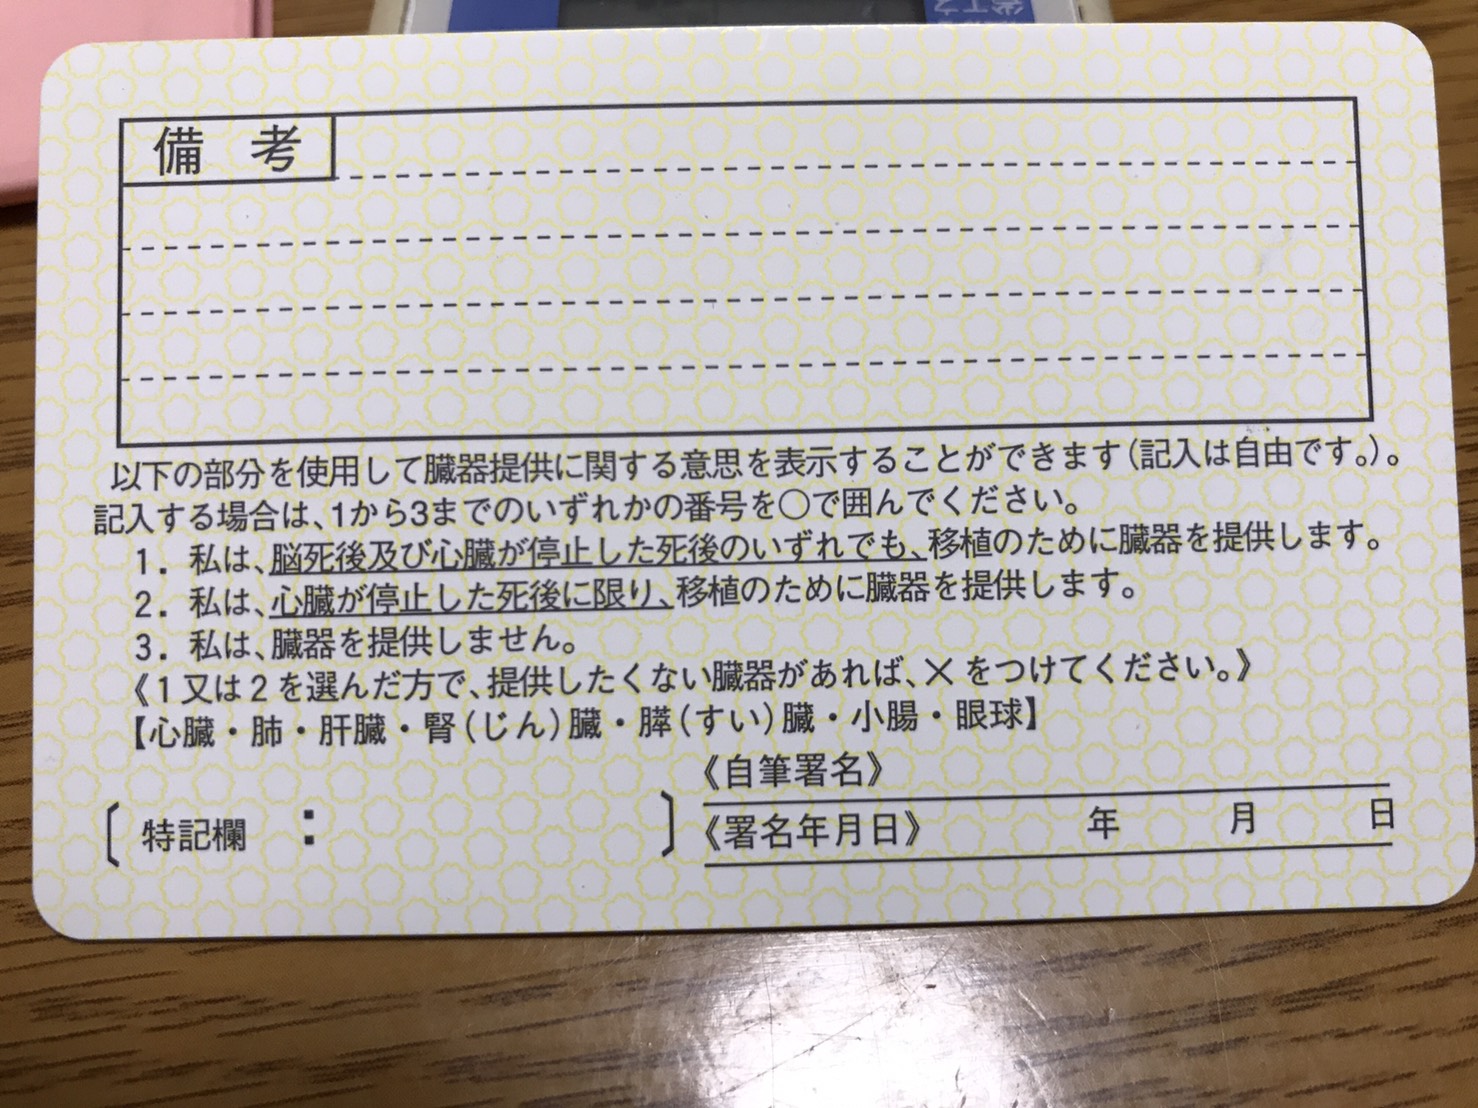 備 考
以下の部分を使用して臓器提供に関する意思を表示することができます(記入は自由です。)。
記入する場合は、1から3までのいずれかの番号を○で囲んでください。
1. 私は、脳死後及び心臓が停止した死後のいずれでも、移植のために臓器を提供します。
2. 私は、心臓が停止した死後に限り、移植のために臓器を提供します。
3. 私は、臓器を提供しません。
《1又は2を選んだ方で、提供したくない臓器があれば、×をつけてください。》
【心臓・肺・肝臓・腎(じん)臓・膵(すい)臓・小腸・眼球】
《自筆署名》
〔 特記欄 : 〕
《署名年月日》 年 月 日